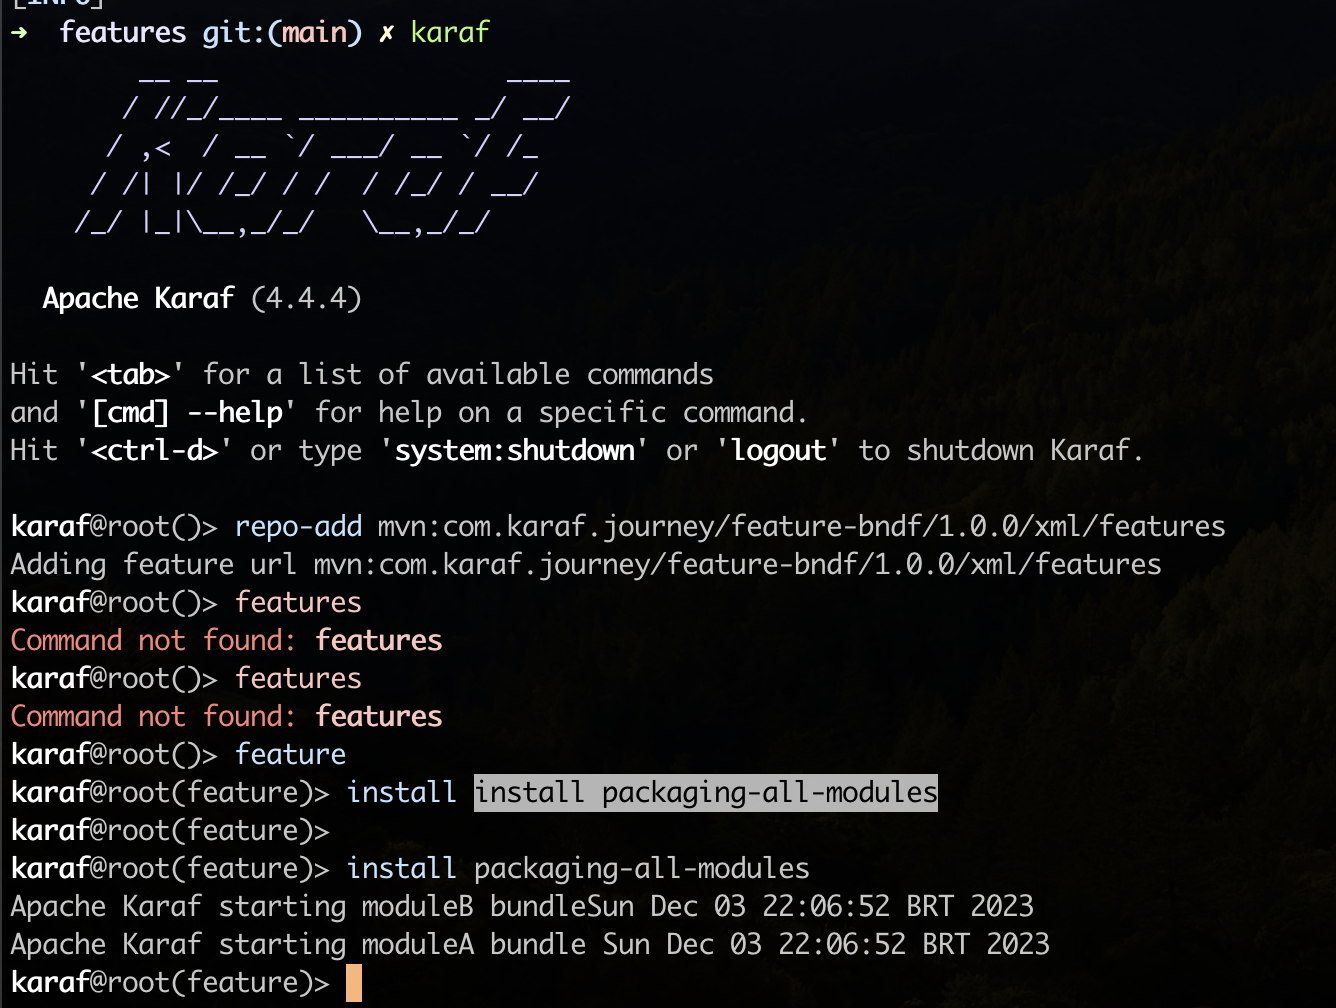 [INFO]
➜  features git:(main) ✗ karaf
        __ __                  ____
       / //_/____ __________ _/ __/
      / ,<  / __ `/ ___/ __ `/ /_
     / /| |/ /_/ / /  / /_/ / __/
    /_/ |_|\__,_/_/   \__,_/_/
Apache Karaf (4.4.4)
Hit '<tab>' for a list of available commands
and '[cmd] --help' for help on a specific command.
Hit '<ctrl-d>' or type 'system:shutdown' or 'logout' to shutdown Karaf.
karaf@root()> repo-add mvn:com.karaf.journey/feature-bndf/1.0.0/xml/features
Adding feature url mvn:com.karaf.journey/feature-bndf/1.0.0/xml/features
karaf@root()> features
Command not found: features
karaf@root()> features
Command not found: features
karaf@root()> feature
karaf@root(feature)> install install packaging-all-modules
karaf@root(feature)>
karaf@root(feature)> install packaging-all-modules
Apache Karaf starting moduleB bundleSun Dec 03 22:06:52 BRT 2023
Apache Karaf starting moduleA bundle Sun Dec 03 22:06:52 BRT 2023
karaf@root(feature)>